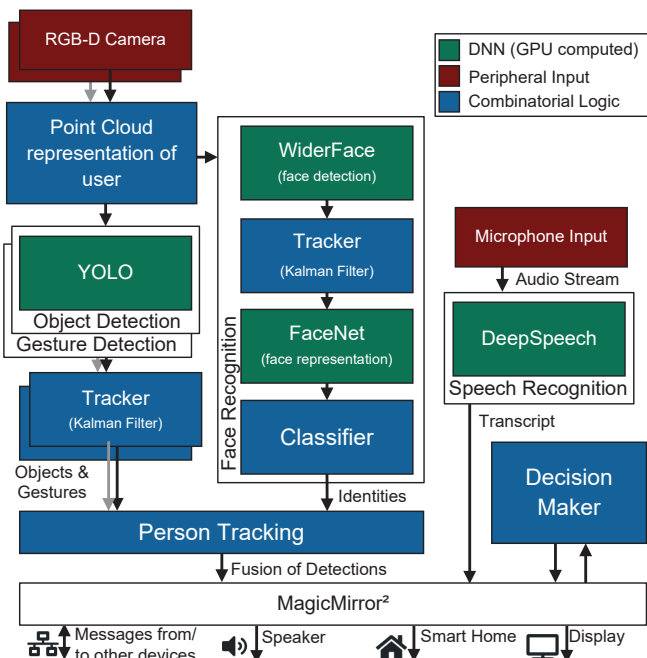 RGB-D Camera
DNN (GPU computed)
Peripheral Input
Combinatorial Logic
Point Cloud
representation of
user
WiderFace
(face detection)
Tracker
(Kalman Filter)
FaceNet
(face representation)
Classifier
Face Recognition
Identities
YOLO
Object Detection
Gesture Detection
Tracker
(Kalman Filter)
Objects &
Gestures
Microphone Input
Audio Stream
DeepSpeech
Speech Recognition
Transcript
Decision
Maker
Person Tracking
Fusion of Detections
MagicMirror²
Messages from/
to other devices
Speaker
Smart Home
Display